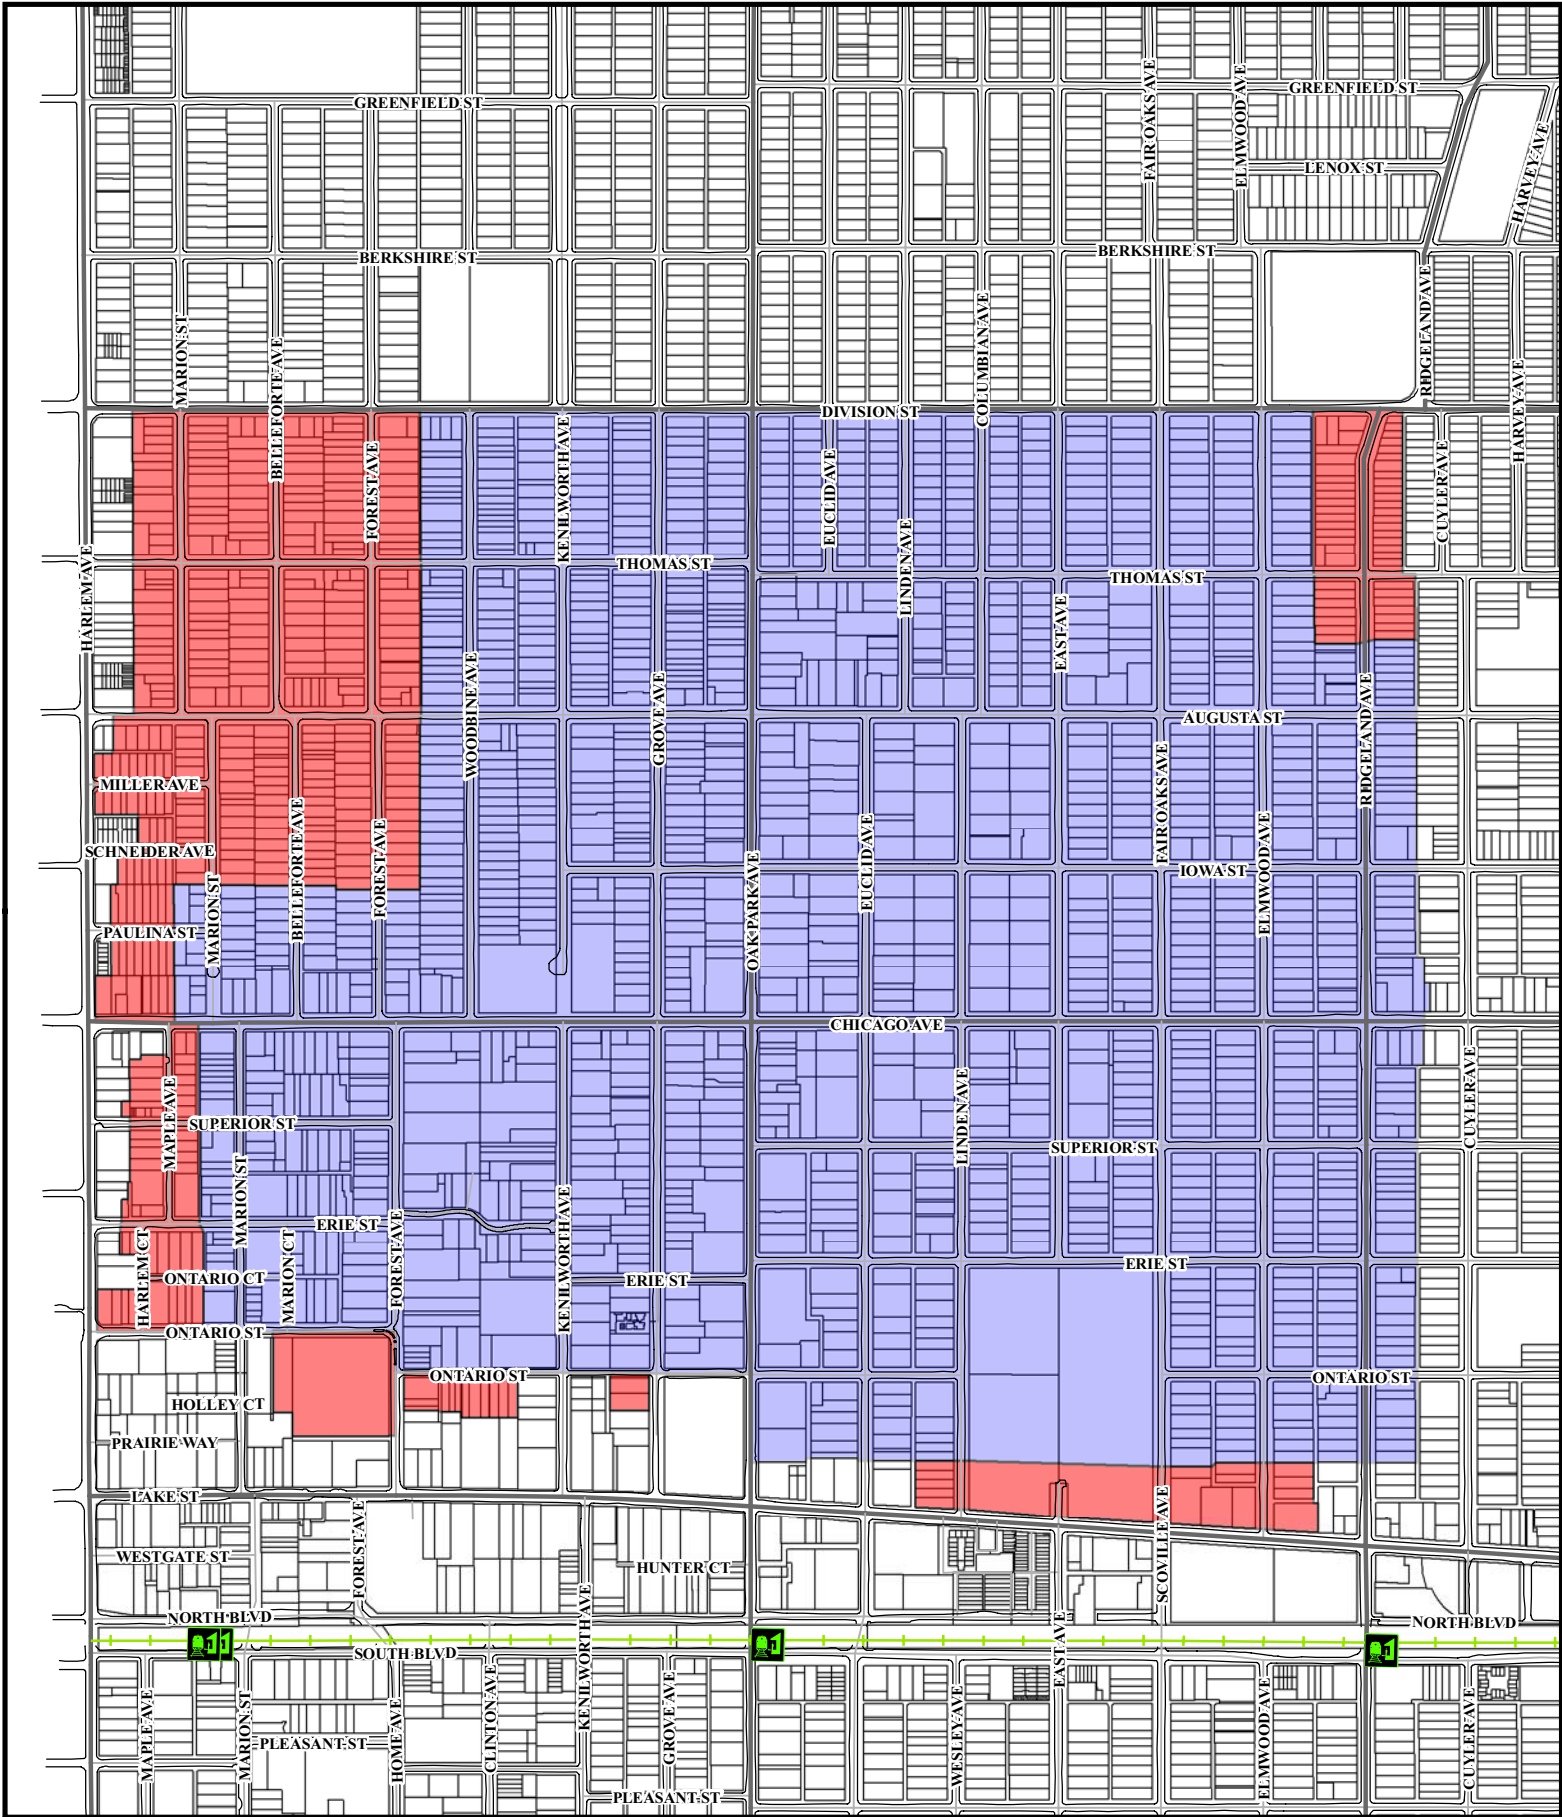 GREENFIELD ST
GREENFIELD ST
FAIR OAKS AVE
ELMWOOD AVE
LENOX ST
HARVEY AVE
BERKSHIRE ST
BERKSHIRE ST
MARION ST
BELLEFORTE AVE
COLUMBIAN AVE
RIDGELAND AVE
HARVEY AVE
DIVISION ST
FOREST AVE
KENILWORTH AVE
EUCLID AVE
CUYLER AVE
HARLEM AVE
THOMAS ST
LINDEN AVE
THOMAS ST
EAST AVE
WOODBINE AVE
GROVE AVE
AUGUSTA ST
RIDGELAND AVE
MILLER AVE
FAIR OAKS AVE
SCHNEIDER AVE
BELLEFORTE AVE
FOREST AVE
EUCLID AVE
ELMWOOD AVE
IOWA ST
MARION ST
OAK PARK AVE
PAULINA ST
CHICAGO AVE
MAPLE AVE
LINDEN AVE
CUYLER AVE
SUPERIOR ST
SUPERIOR ST
MARION ST
ERIE ST
FOREST AVE
KENILWORTH AVE
HARLEM CT
MARION CT
ONTARIO CT
ERIE ST
ERIE ST
ONTARIO ST
ONTARIO ST
ONTARIO ST
HOLLEY CT
PRAIRIE WAY
LAKE ST
FOREST AVE
SCOVILLE AVE
WESTGATE ST
HUNTER CT
NORTH BLVD
NORTH BLVD
SOUTH BLVD
KENILWORTH AVE
EAST AVE
MAPLE AVE
MARION ST
HOME AVE
CLINTON AVE
GROVE AVE
WESLEY AVE
ELMWOOD AVE
CUYLER AVE
PLEASANT ST
PLEASANT ST